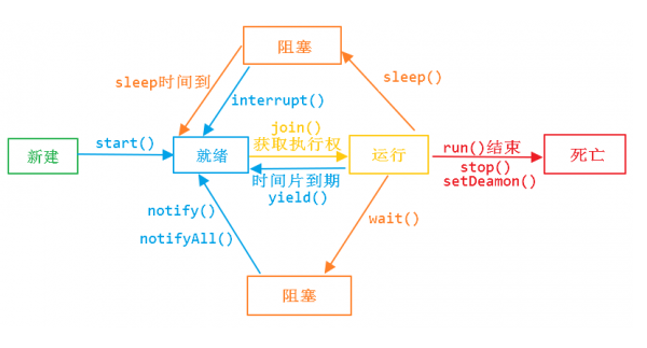 阻塞
sleep时间到
sleep()
interrupt()
新建
start()
就绪
join()
获取执行权
运行
run()结束
stop()
setDeamon()
死亡
时间片到期
yield()
notify()
notifyAll()
wait()
阻塞